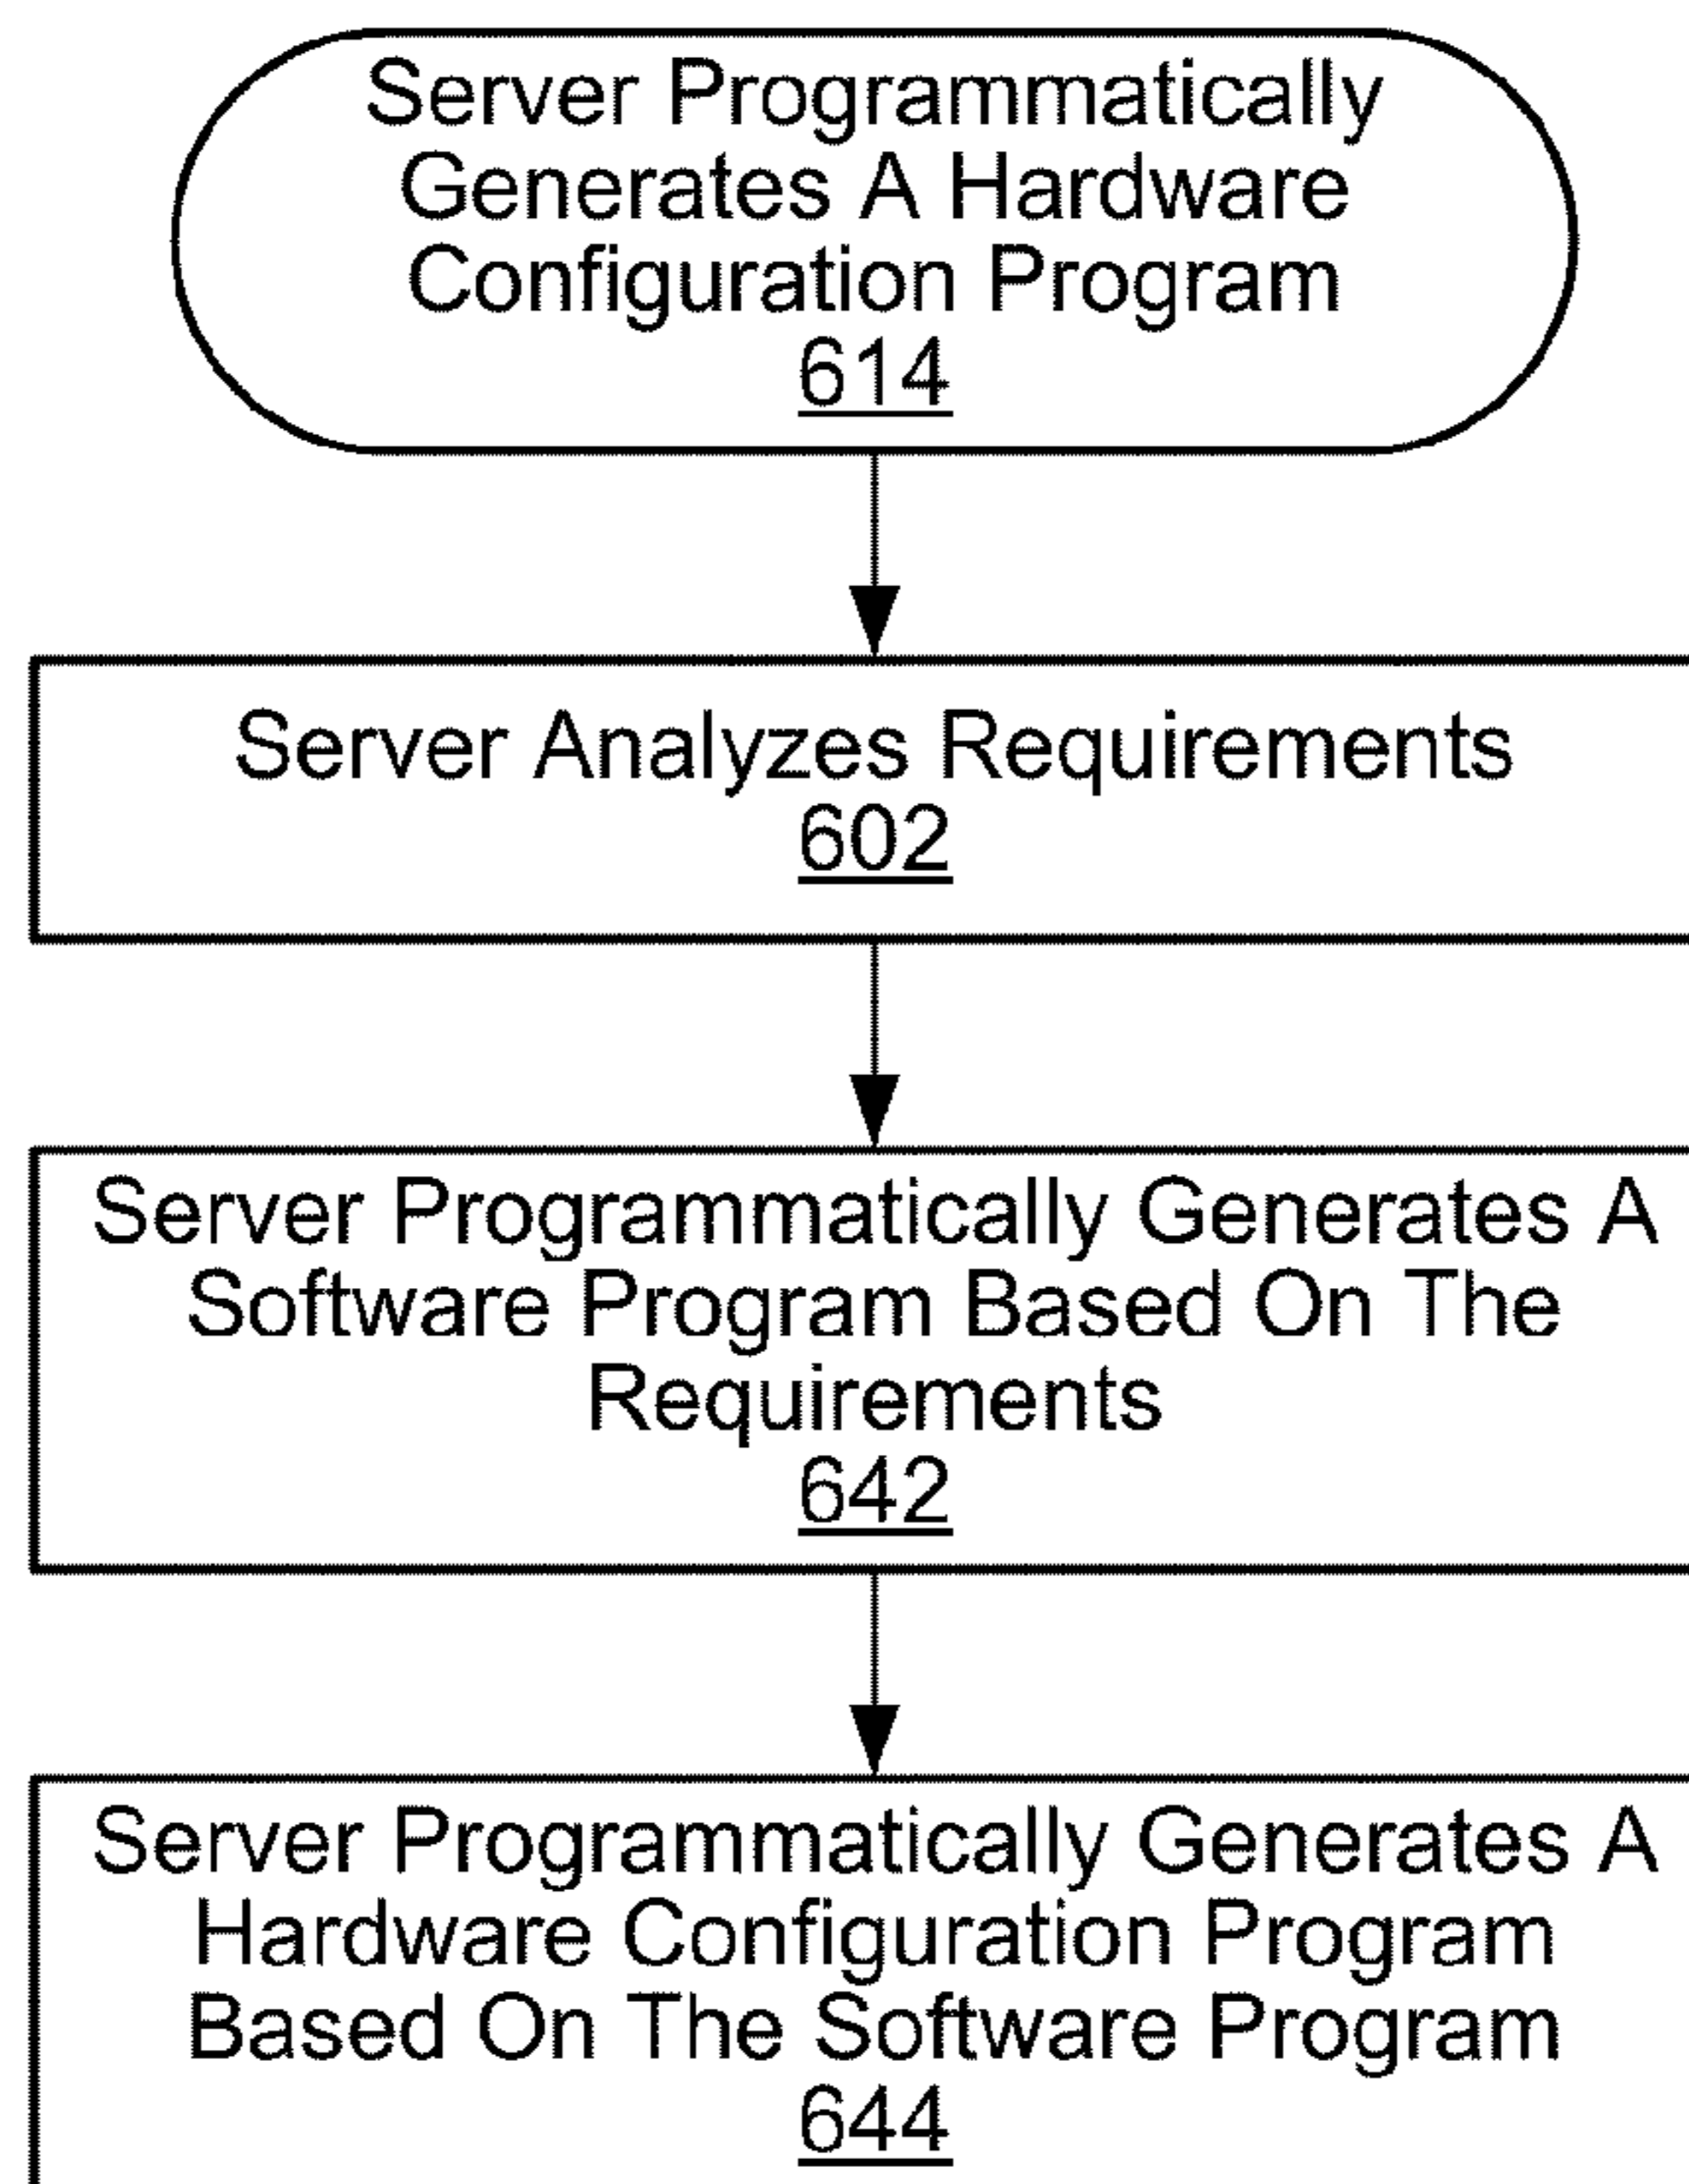 Server Programmatically
Generates A Hardware
Configuration Program
614
Server Analyzes Requirements
602
Server Programmatically Generates A
Software Program Based On The
Requirements
642
Server Programmatically Generates A
Hardware Configuration Program
Based On The Software Program
644